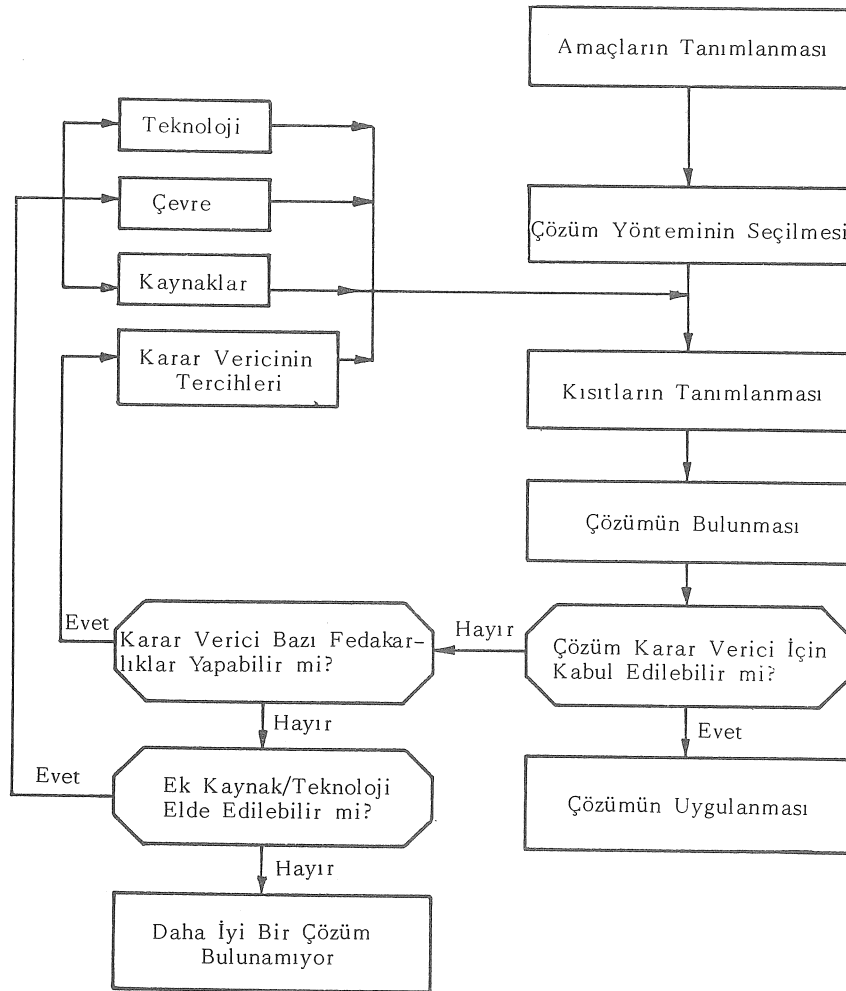 Amaçların Tanımlanması
Teknoloji
Çevre
Çözüm Yönteminin Seçilmesi
Kaynaklar
Karar Vericinin
Tercihleri
Kısıtların Tanımlanması
Çözümün Bulunması
Evet
Karar Verici Bazı Fedakar-
lıklar Yapabilir mi?
Hayır
Çözüm Karar Verici İçin
Kabul Edilebilir mi?
Hayır
Evet
Evet
Ek Kaynak/Teknoloji
Elde Edilebilir mi?
Çözümün Uygulanması
Hayır
Daha İyi Bir Çözüm
Bulunamıyor